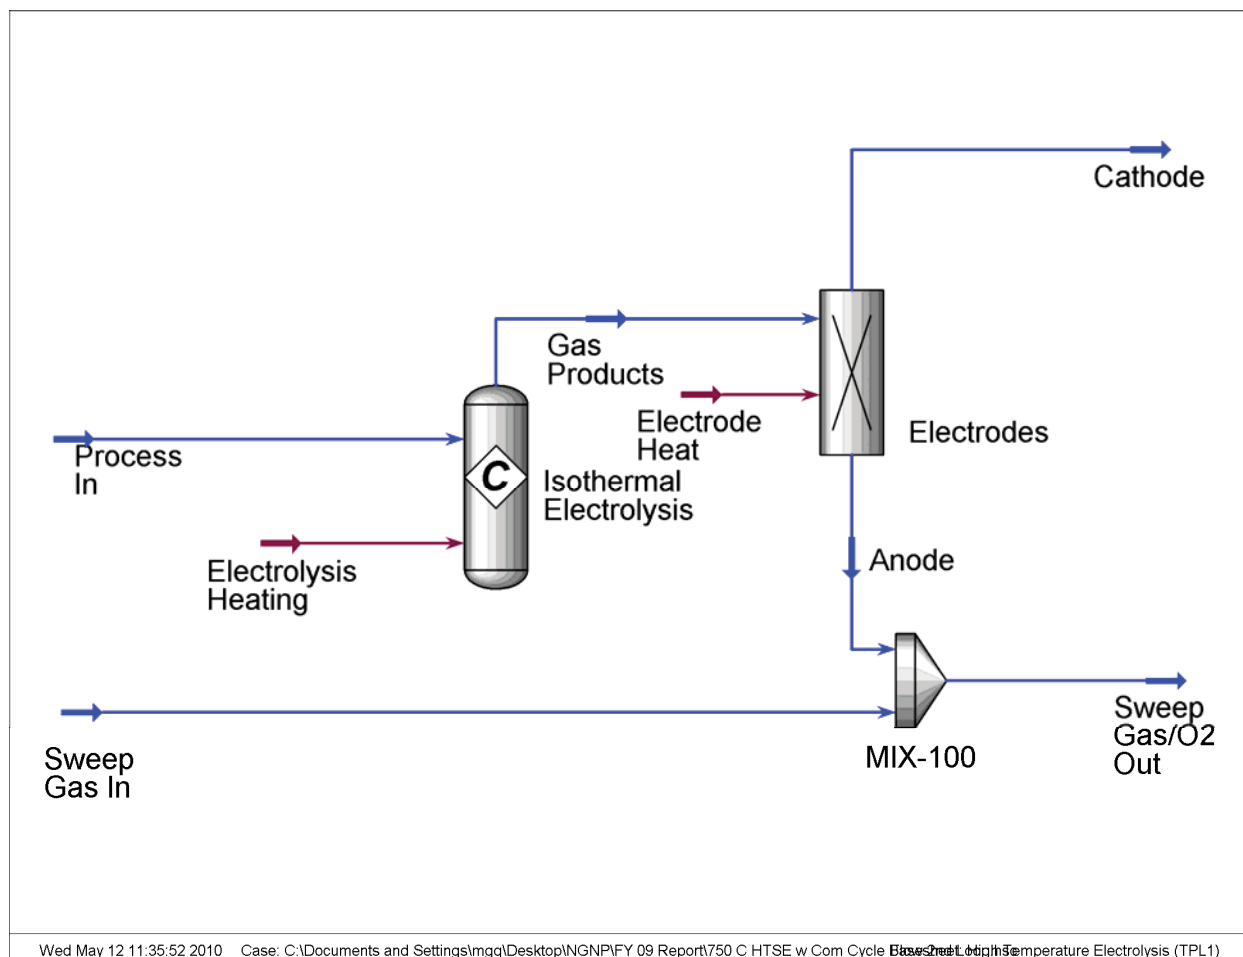 Cathode
Gas
Products
Electrode
Heat
Electrodes
Process
In
C
Isothermal
Electrolysis
Electrolysis
Heating
Anode
Sweep
Gas In
MIX-100
Sweep
Gas/O2
Out
Wed May 12 11:35:52 2010 Case: C:\Documents and Settings\mgq\Desktop\NGNP\FY 09 Report\750 C HTSE w Com Cycle Temperature Electrolysis (TPL1)